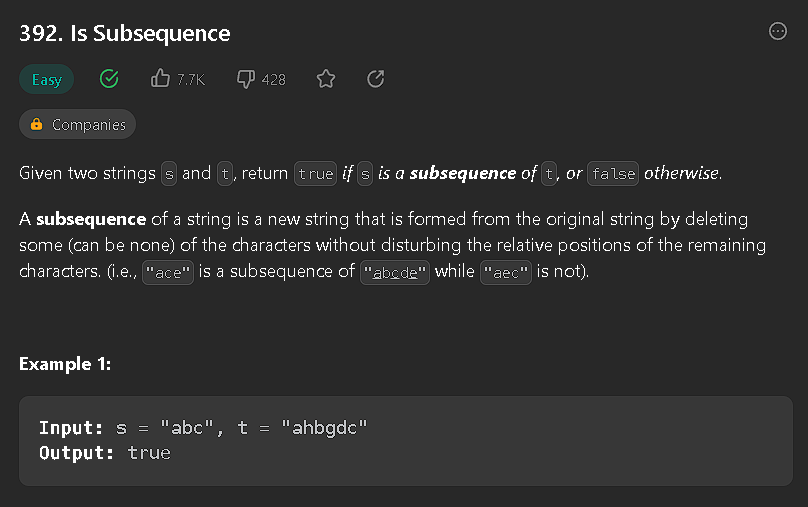 392. Is Subsequence
Easy 7.7K 428
Companies
Given two strings s and t, return true if s is a subsequence of t, or false otherwise.
A subsequence of a string is a new string that is formed from the original string by deleting
some (can be none) of the characters without disturbing the relative positions of the remaining
characters. (i.e., "ace" is a subsequence of "abcde" while "aec" is not).
Example 1:
Input: s = "abc", t = "ahbgdc"
Output: true